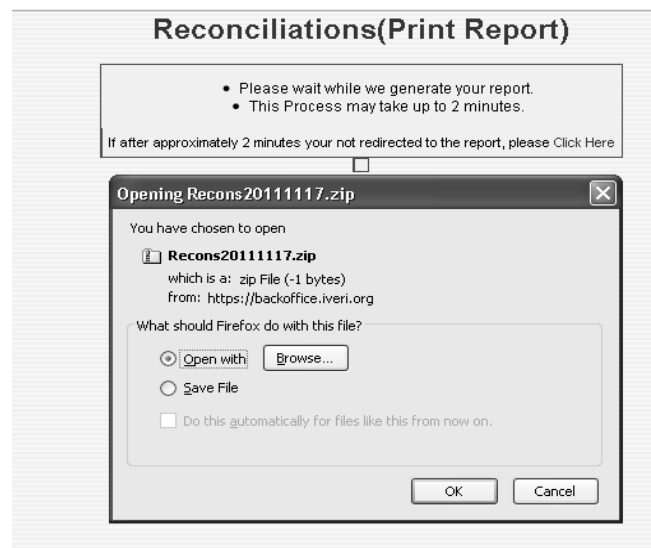 Reconciliations(Print Report)
• Please wait while we generate your report.
• This Process may take up to 2 minutes.
If after approximately 2 minutes your not redirected to the report, please Click Here
Opening Recons20111117.zip
You have chosen to open
Recons20111117.zip
which is a: zip File (-1 bytes)
from: https://backoffice.iveri.org
What should Firefox do with this file?
Open with Browse...
Save File
Do this automatically for files like this from now on.
OK Cancel